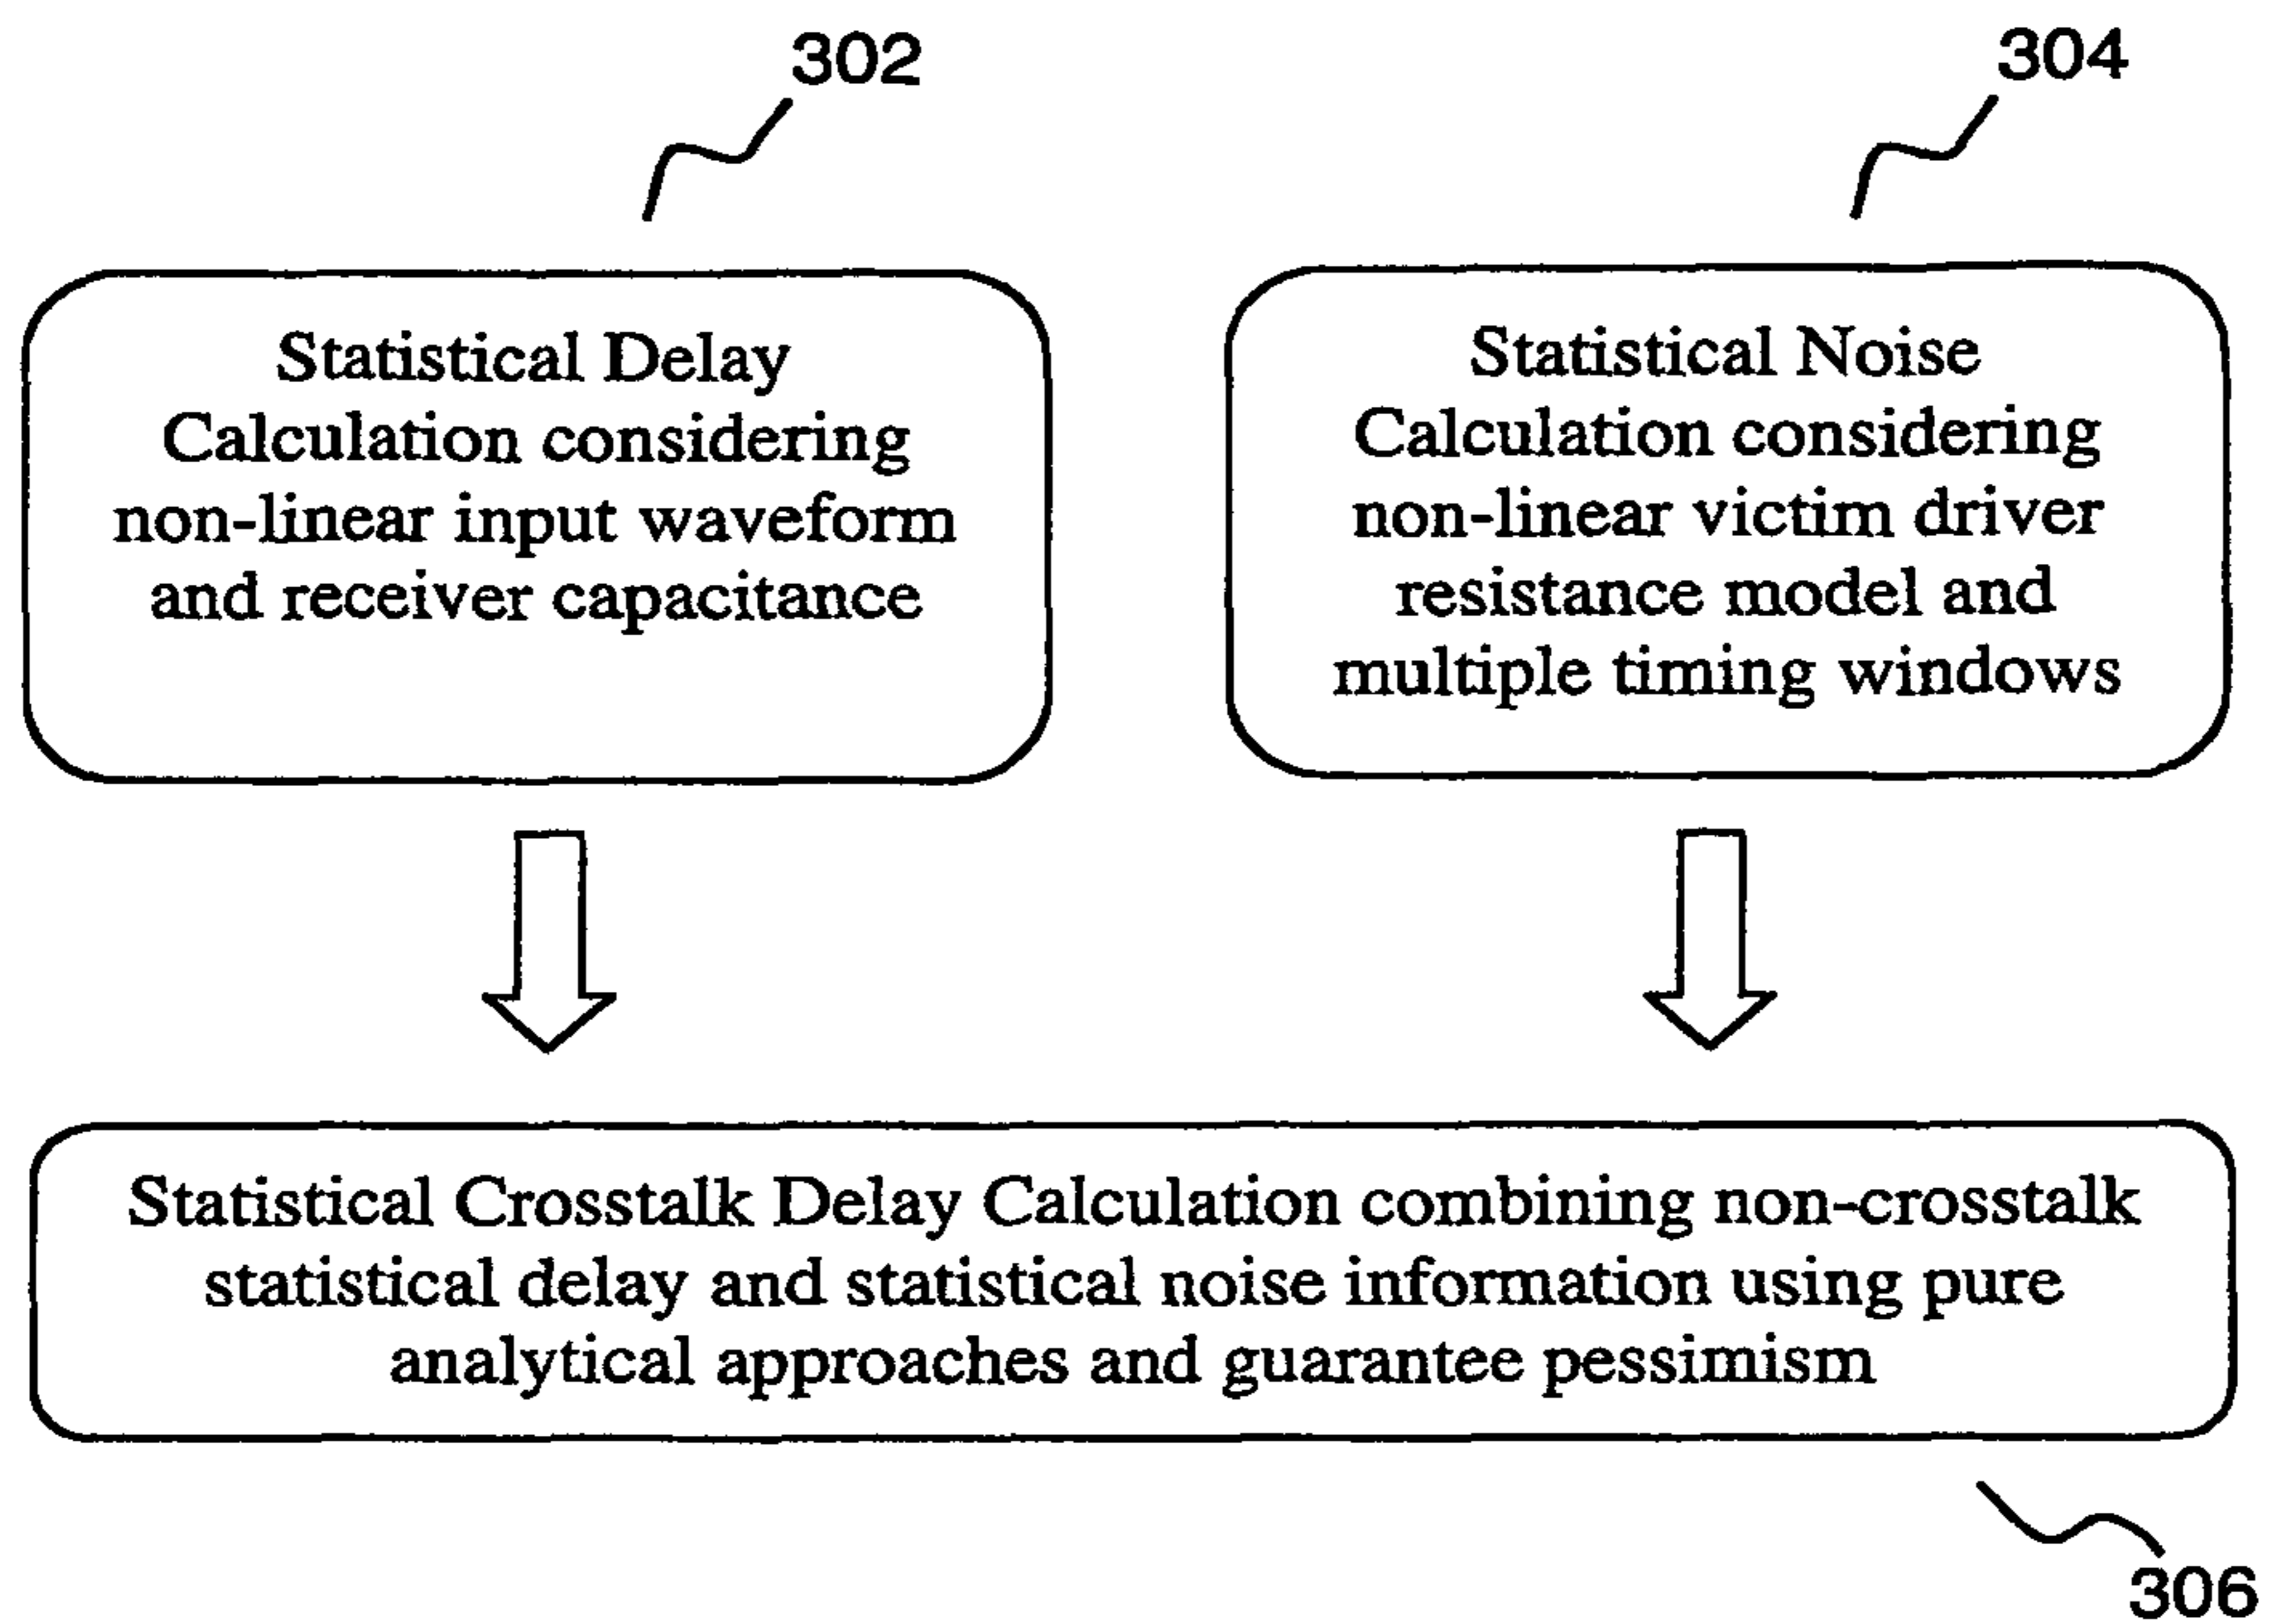 302
304
Statistical Delay
Calculation considering
non-linear input waveform
and receiver capacitance
Statistical Noise
Calculation considering
non-linear victim driver
resistance model and
multiple timing windows
Statistical Crosstalk Delay Calculation combining non-crosstalk
statistical delay and statistical noise information using pure
analytical approaches and guarantee pessimism
306